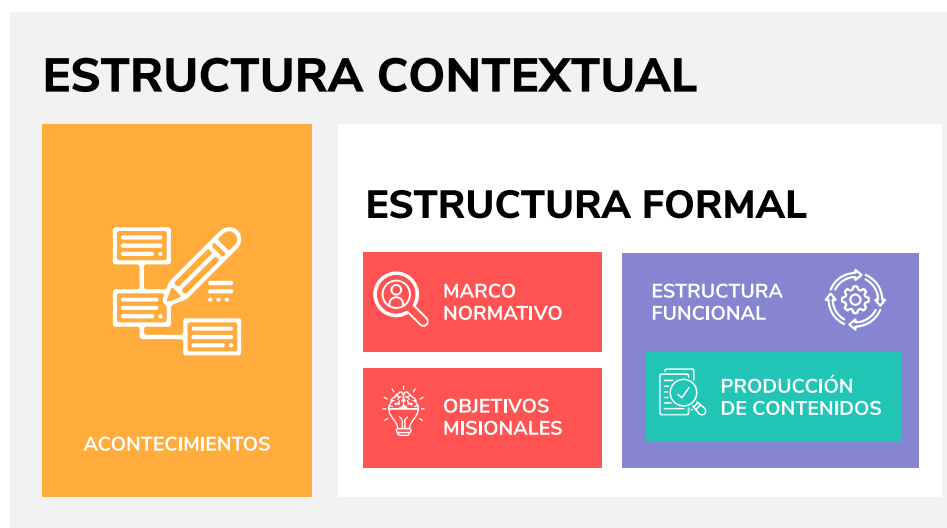 ESTRUCTURA CONTEXTUAL
ACONTECIMIENTOS
ESTRUCTURA FORMAL
MARCO
NORMATIVO
OBJETIVOS
MISIONALES
ESTRUCTURA
FUNCIONAL
PRODUCCIÓN
DE CONTENIDOS